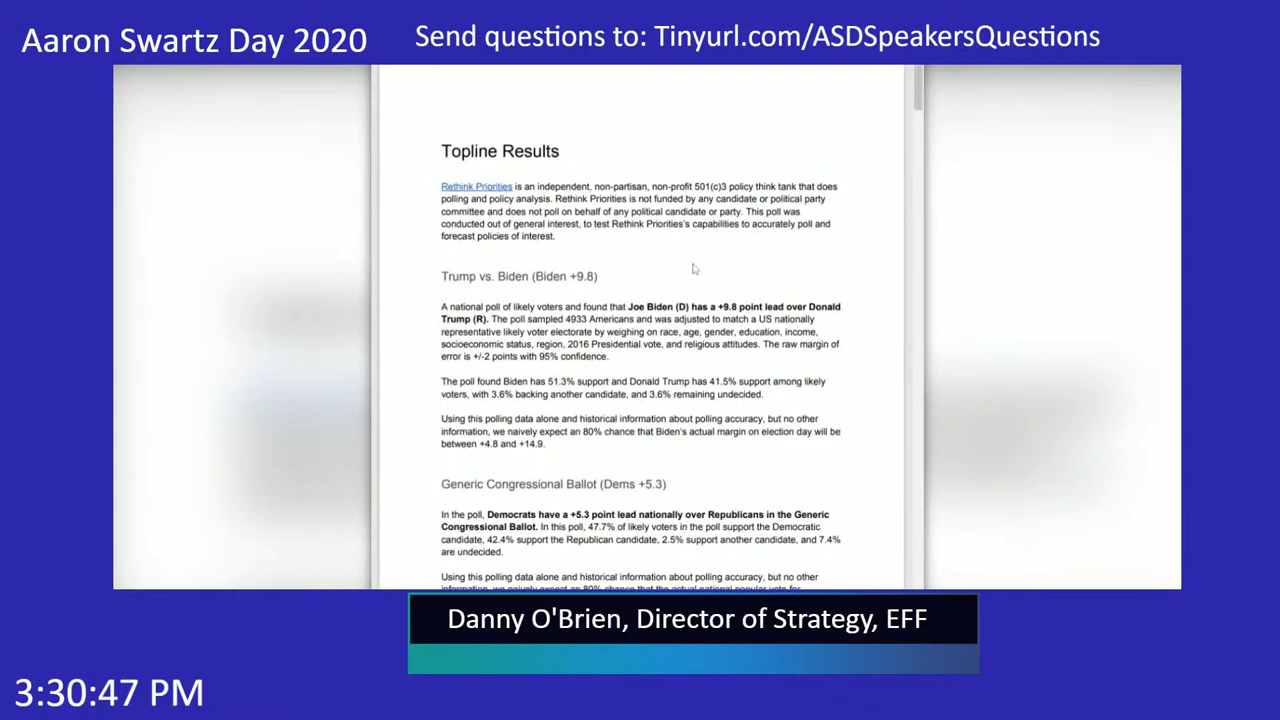 Aaron Swartz Day 2020
Send questions to: Tinyurl.com/ASDSpeakersQuestions
Topline Results
Rethink Priorities is an independent, non-partisan, non-profit 501(c)3 policy think tank that does
polling and policy analysis. Rethink Priorities is not funded by any candidate or political party
committee and does not poll on behalf of any political candidate or party. This poll was
conducted out of general interest, to test Rethink Priorities's capabilities to accurately poll and
forecast policies of interest.
Trump vs. Biden (Biden +9.8)
A national poll of likely voters and found that Joe Biden (D) has a +9.8 point lead over Donald
Trump (R). The poll sampled 4933 Americans and was adjusted to match a US nationally
representative likely voter electorate by weighing on race, age, gender, education, income,
socioeconomic status, region, 2016 Presidential vote, and religious attitudes. The raw margin of
error is +/-2 points with 95% confidence.
The poll found Biden has 51.3% support and Donald Trump has 41.5% support among likely
voters, with 3.6% backing another candidate, and 3.6% remaining undecided.
Using this polling data alone and historical information about polling accuracy, but no other
information, we naively expect an 80% chance that Biden's actual margin on election day will be
between +4.8 and +14.9.
Generic Congressional Ballot (Dems +5.3)
In the poll, Democrats have a +5.3 point lead nationally over Republicans in the Generic
Congressional Ballot. In this poll, 47.7% of likely voters in the poll support the Democratic
candidate, 42.4% support the Republican candidate, 2.5% support another candidate, and 7.4%
are undecided.
Using this polling data alone and historical information about polling accuracy, but no other
information, we naively expect an 80% chance that the actual national popular vote for
Danny O'Brien, Director of Strategy, EFF
3:30:47 PM